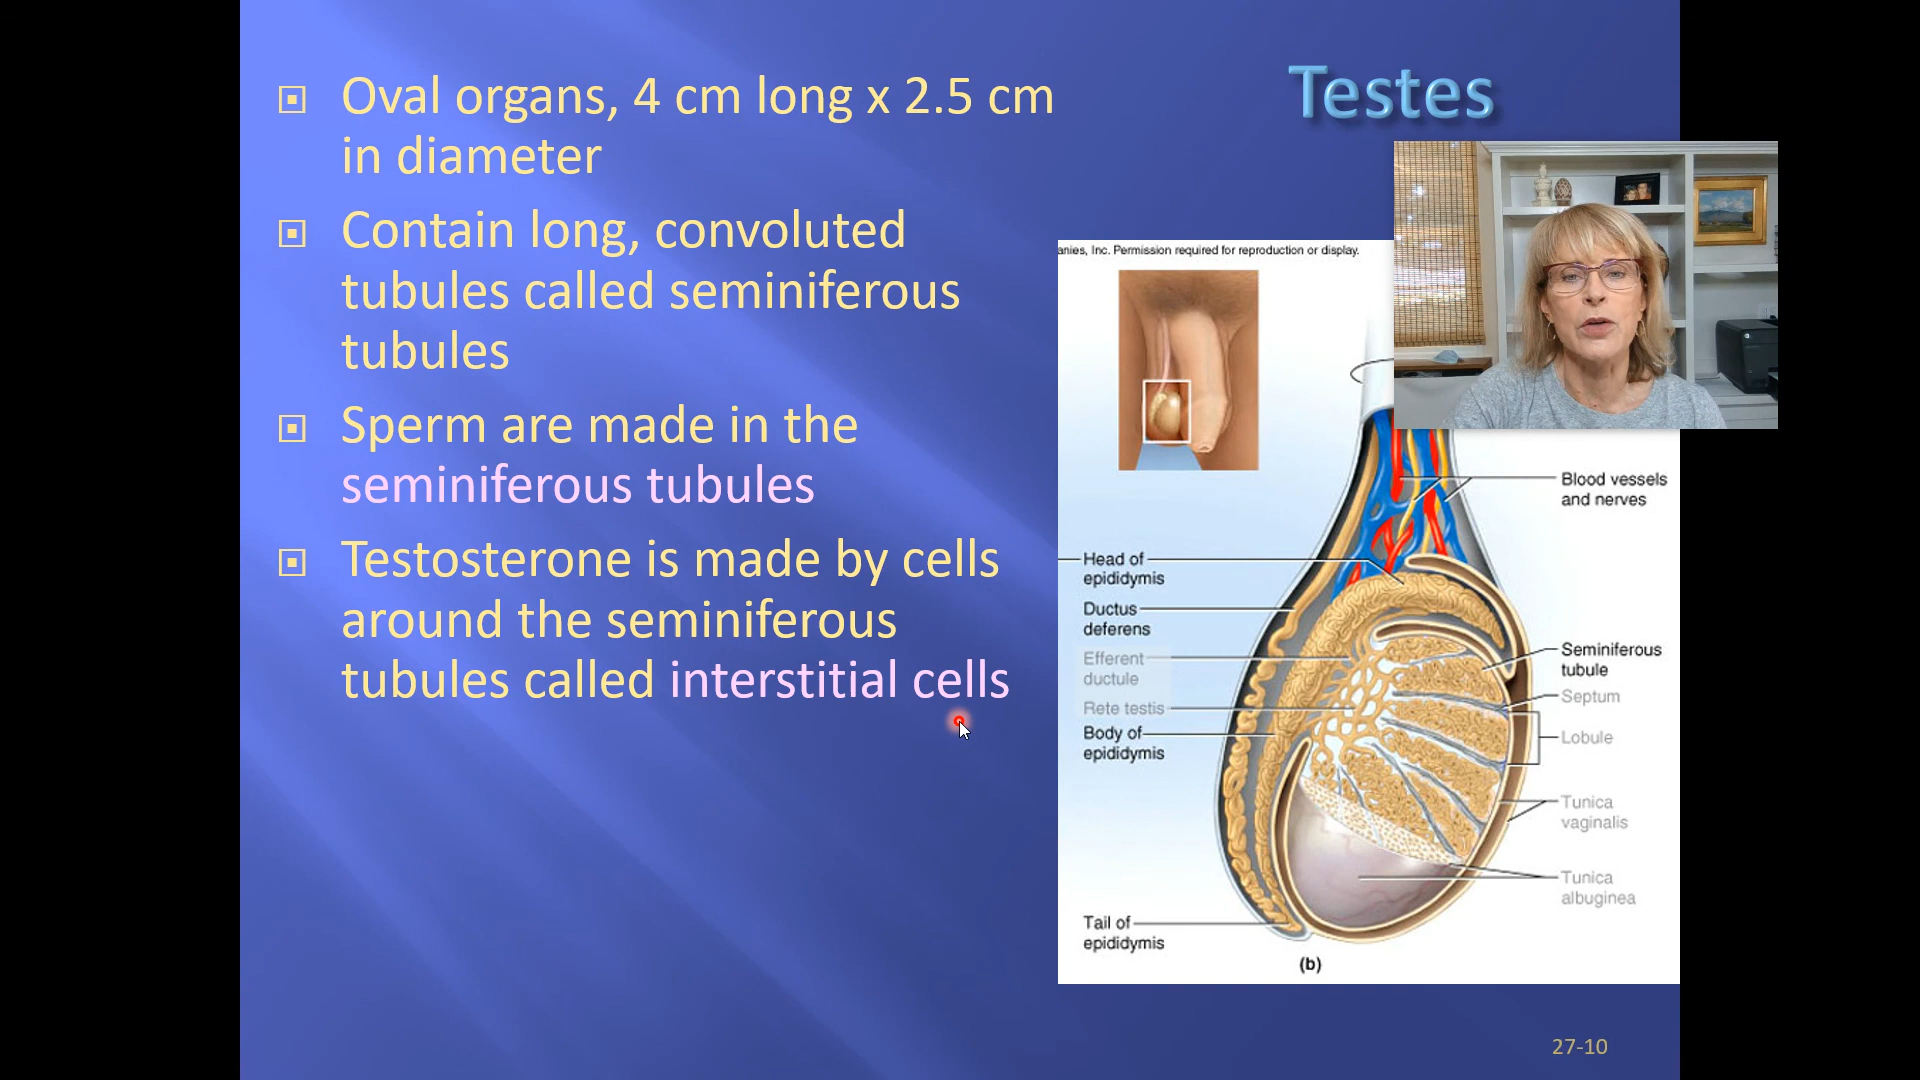 Testes
Oval organs, 4 cm long x 2.5 cm
in diameter
Contain long, convoluted
tubules called seminiferous
tubules
Sperm are made in the
seminiferous tubules
Testosterone is made by cells
around the seminiferous
tubules called interstitial cells
anies, Inc. Permission required for reproduction or display.
Blood vessels
and nerves
Head of
epididymis
Ductus
deferens
Efferent
ductule
Rete testis
Body of
epididymis
Seminiferous
tubule
Septum
Lobule
Tunica
vaginalis
Tunica
albuginea
Tail of
epididymis
(b)
27-10